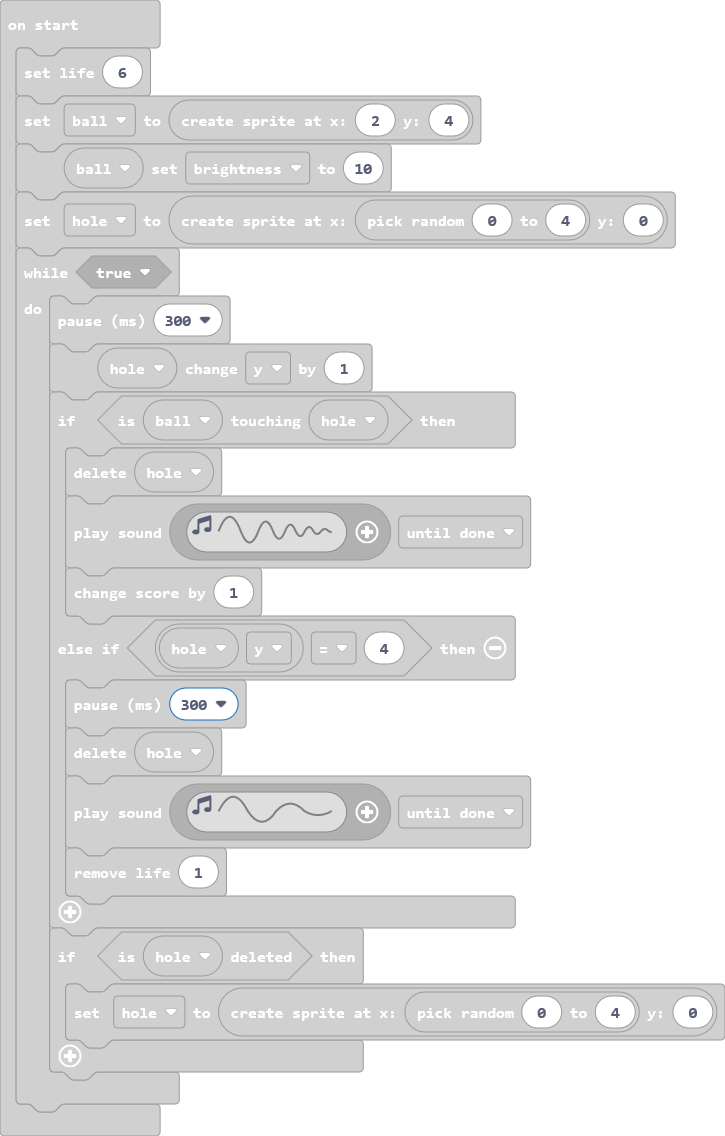 on start
set life 6
set ball to create sprite at x: 2 y: 4
ball set brightness to 10
set hole to create sprite at x: pick random 0 to 4 y: 0
while true
do
pause (ms) 300
hole change y by 1
if is ball touching hole then
delete hole
play sound until done
change score by 1
else if hole y = 4 then
pause (ms) 300
delete hole
play sound until done
remove life 1
if is hole deleted then
set hole to create sprite at x: pick random 0 to 4 y: 0